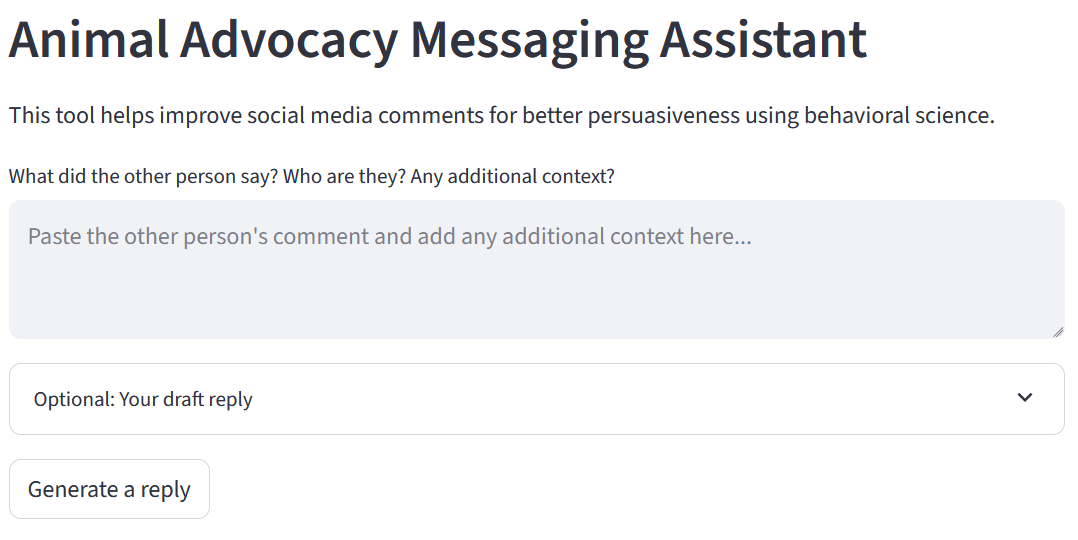 Animal Advocacy Messaging Assistant
This tool helps improve social media comments for better persuasiveness using behavioral science.
What did the other person say? Who are they? Any additional context?
Paste the other person's comment and add any additional context here...
Optional: Your draft reply
Generate a reply